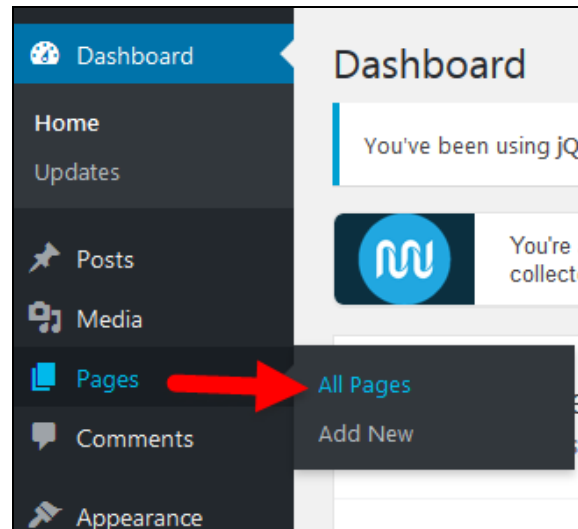 Dashboard
Home
Updates
Posts
Media
Pages
Comments
Appearance
Dashboard
You've been using jQ
You're
collect
All Pages
Add New